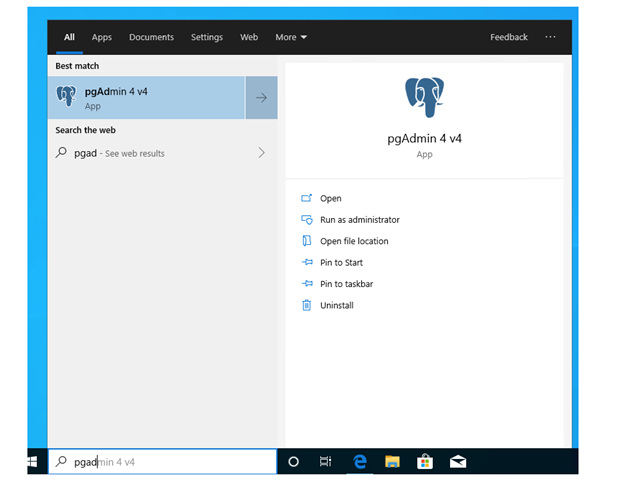 All Apps Documents Settings Web More Feedback ...
Best match
pgAdmin 4 v4
App
Search the web
pgad - See web results
pgAdmin 4 v4
App
Open
Run as administrator
Open file location
Pin to Start
Pin to taskbar
Uninstall
pgadmin 4 v4